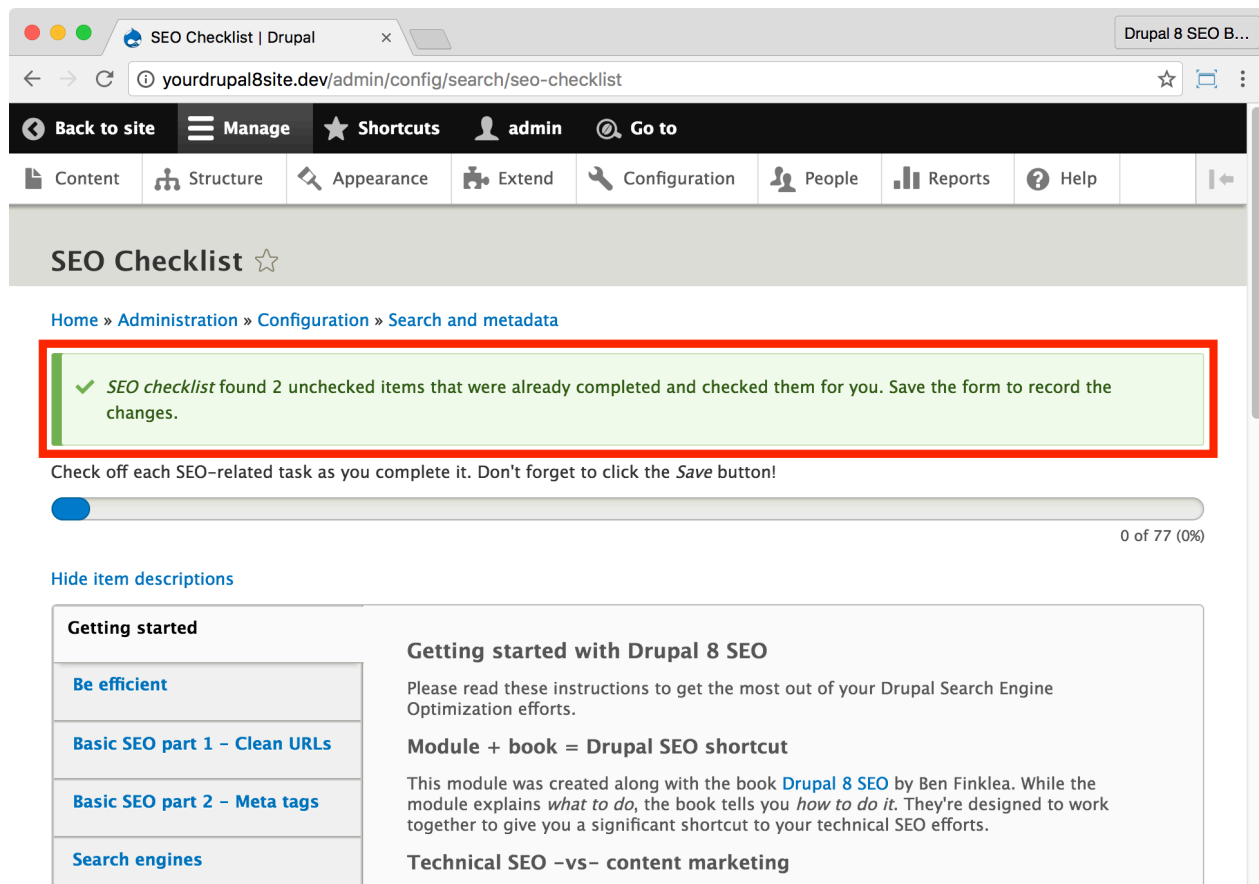 SEO Checklist | Drupal
Drupal 8 SEO B...
yourdrupal8site.dev/admin/config/search/seo-checklist
Back to site Manage Shortcuts admin Go to
Content Structure Appearance Extend Configuration People Reports Help
SEO Checklist
Home » Administration » Configuration » Search and metadata
SEO checklist found 2 unchecked items that were already completed and checked them for you. Save the form to record the
changes.
Check off each SEO-related task as you complete it. Don't forget to click the Save button!
0 of 77 (0%)
Hide item descriptions
Getting started
Be efficient
Basic SEO part 1 - Clean URLs
Basic SEO part 2 - Meta tags
Search engines
Getting started with Drupal 8 SEO
Please read these instructions to get the most out of your Drupal Search Engine
Optimization efforts.
Module + book = Drupal SEO shortcut
This module was created along with the book Drupal 8 SEO by Ben Finklea. While the
module explains what to do, the book tells you how to do it. They're designed to work
together to give you a significant shortcut to your technical SEO efforts.
Technical SEO -vs- content marketing